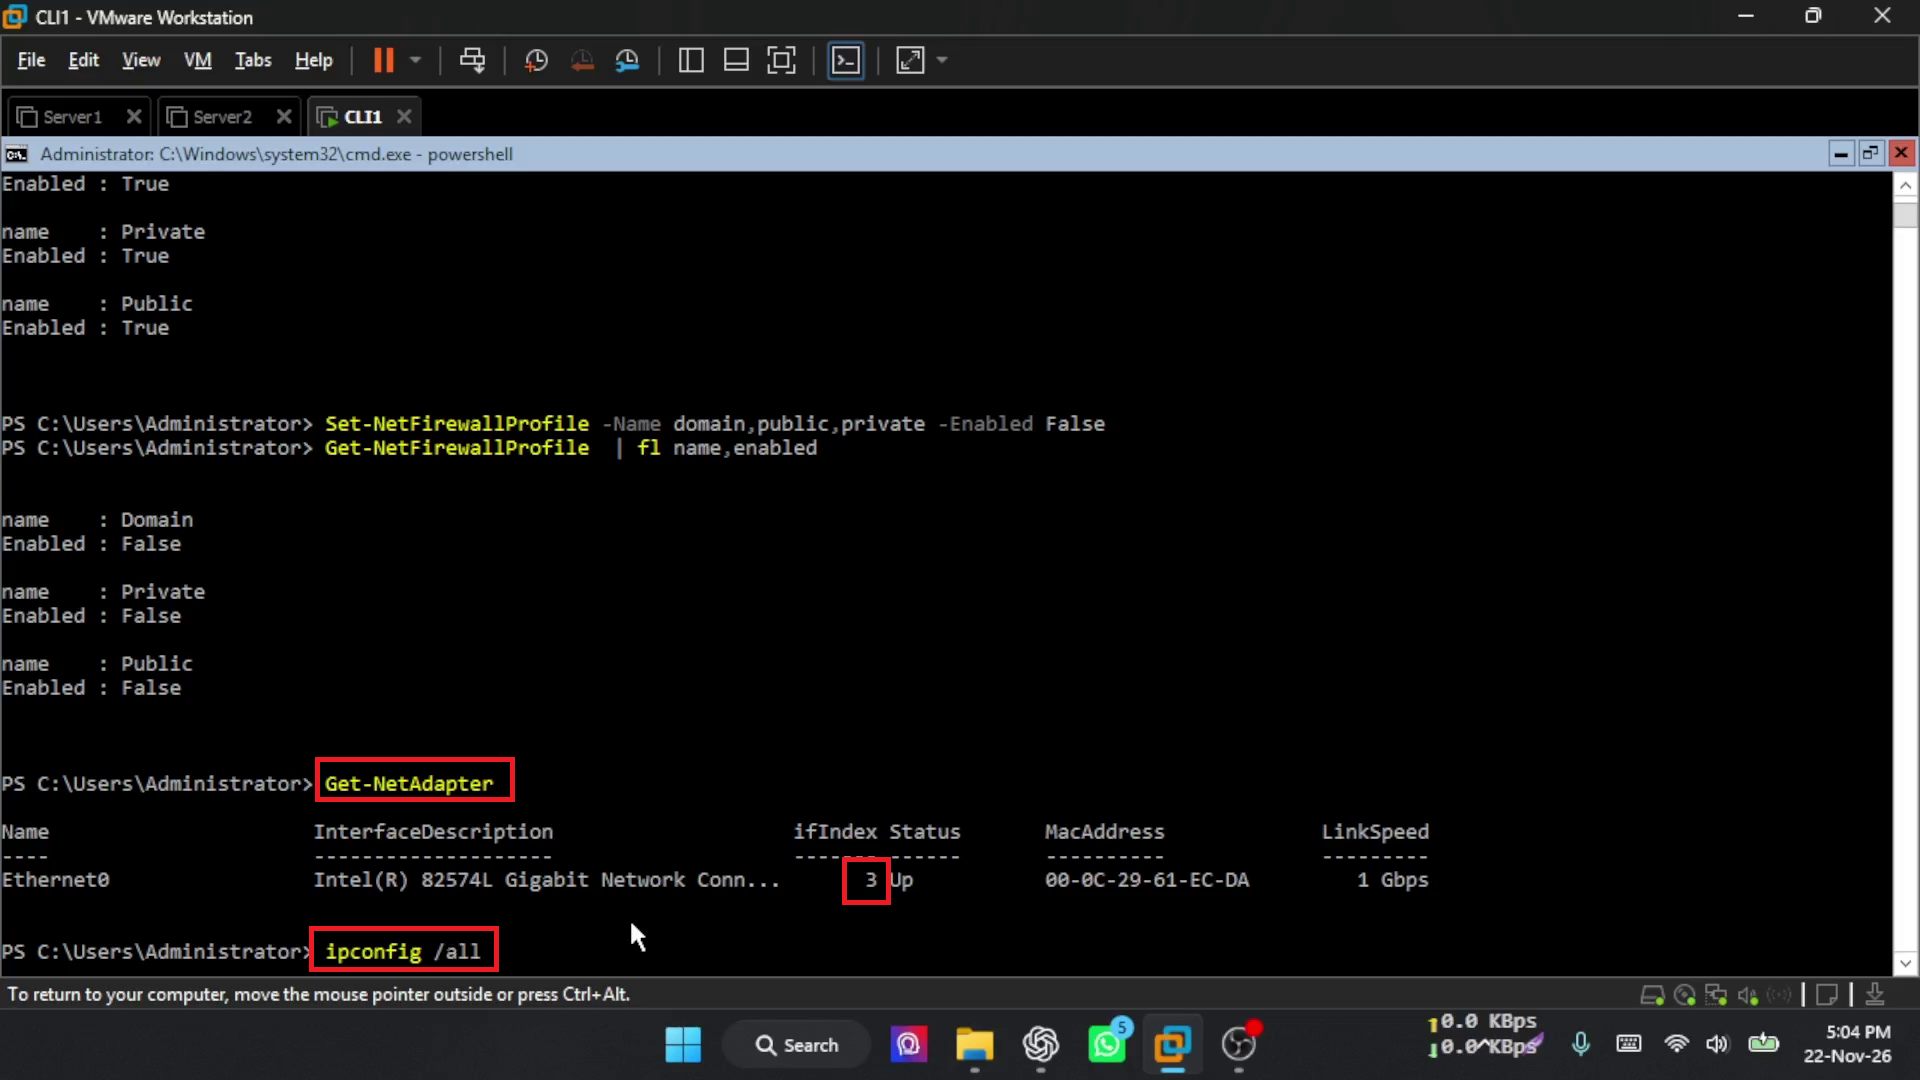 CLI1 - VMware Workstation
File Edit View VM Tabs Help
Server1 Server2 CLI1
Administrator: C:\Windows\system32\cmd.exe - powershell
Enabled : True
name    : Private
Enabled : True
name    : Public
Enabled : True
PS C:\Users\Administrator> Set-NetFirewallProfile -Name domain,public,private -Enabled False
PS C:\Users\Administrator> Get-NetFirewallProfile  | fl name,enabled
name    : Domain
Enabled : False
name    : Private
Enabled : False
name    : Public
Enabled : False
PS C:\Users\Administrator> Get-NetAdapter
Name                      InterfaceDescription                    ifIndex Status       MacAddress             LinkSpeed
----                      --------------------                    ------- ------       ----------             ---------
Ethernet0                 Intel(R) 82574L Gigabit Network Conn...       3 Up           00-0C-29-61-EC-DA         1 Gbps
PS C:\Users\Administrator> ipconfig /all
To return to your computer, move the mouse pointer outside or press Ctrl+Alt.
Search
5
0.0 KBps
0.0 KBps
5:04 PM
22-Nov-26